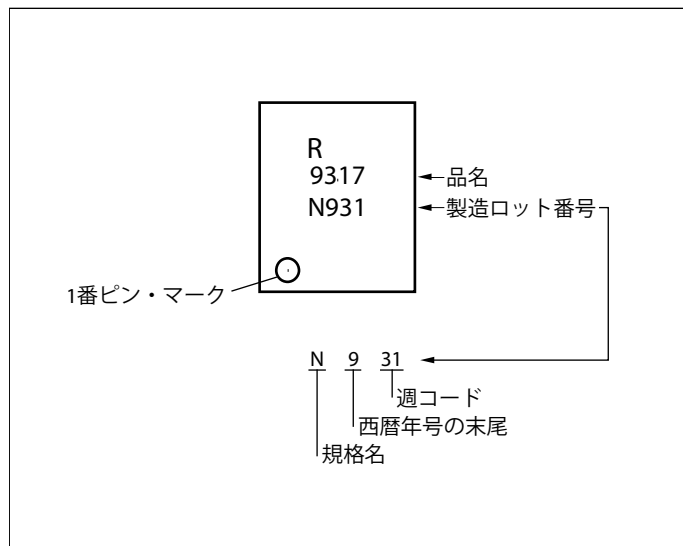 R
9317
N931
品名
製造ロット番号
1番ピン・マーク
N 9 31
週コード
西暦年号の末尾
規格名